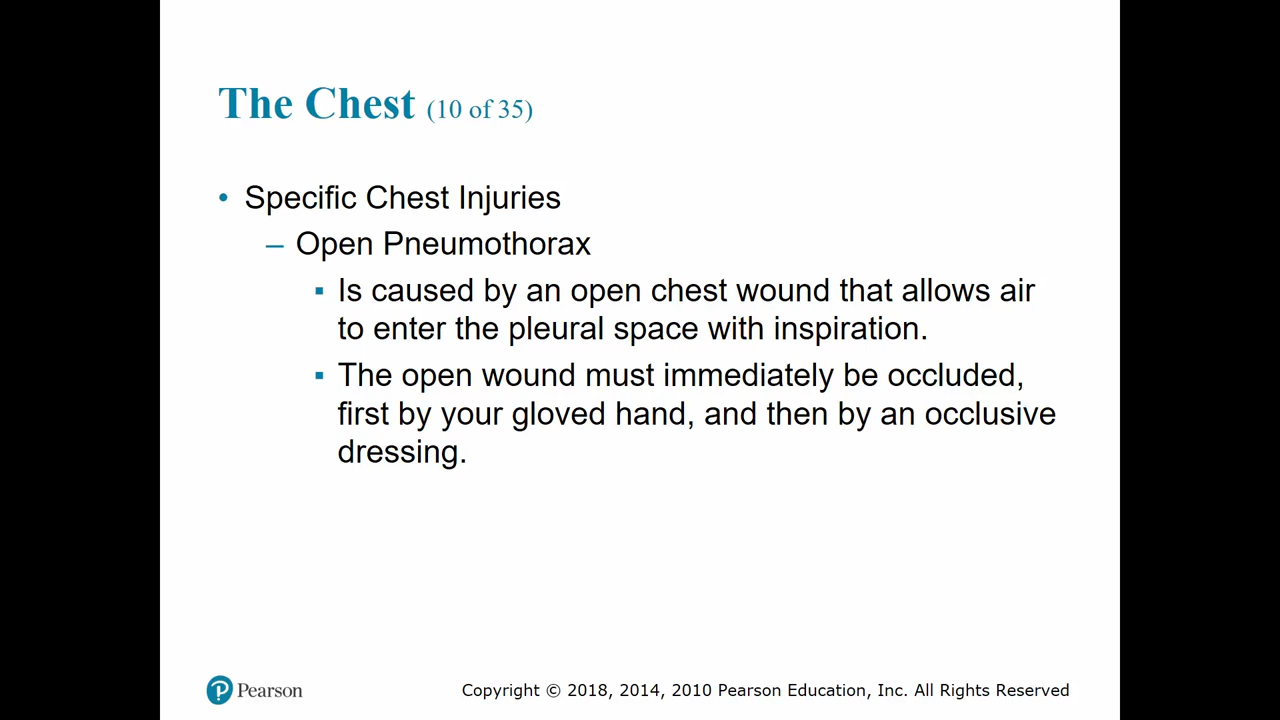 The Chest (10 of 35)
• Specific Chest Injuries
– Open Pneumothorax
▪ Is caused by an open chest wound that allows air
to enter the pleural space with inspiration.
▪ The open wound must immediately be occluded,
first by your gloved hand, and then by an occlusive
dressing.
Pearson
Copyright © 2018, 2014, 2010 Pearson Education, Inc. All Rights Reserved